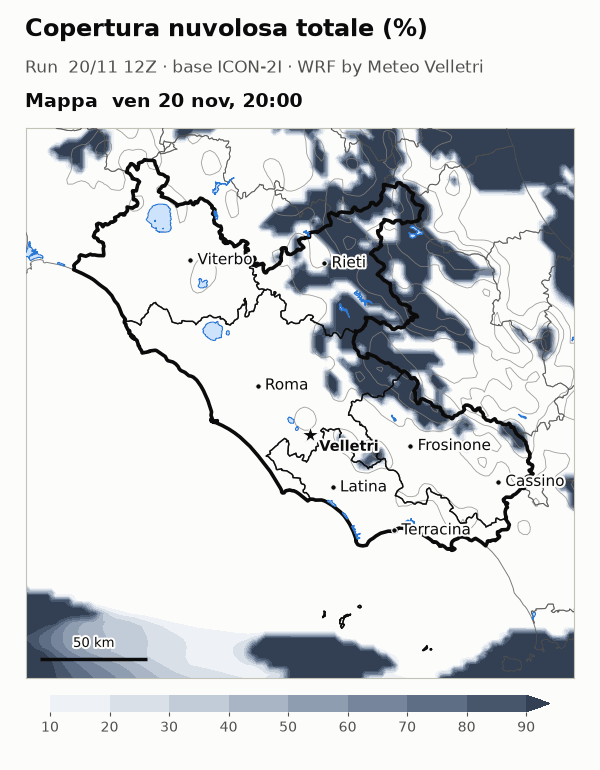 Copertura nuvolosa totale (%)
Run  20/11 12Z · base ICON-2I · WRF by Meteo Velletri
Mappa  ven 20 nov, 20:00
Viterbo
Rieti
Roma
Velletri
Frosinone
Latina
Cassino
Terracina
50 km
10 20 30 40 50 60 70 80 90